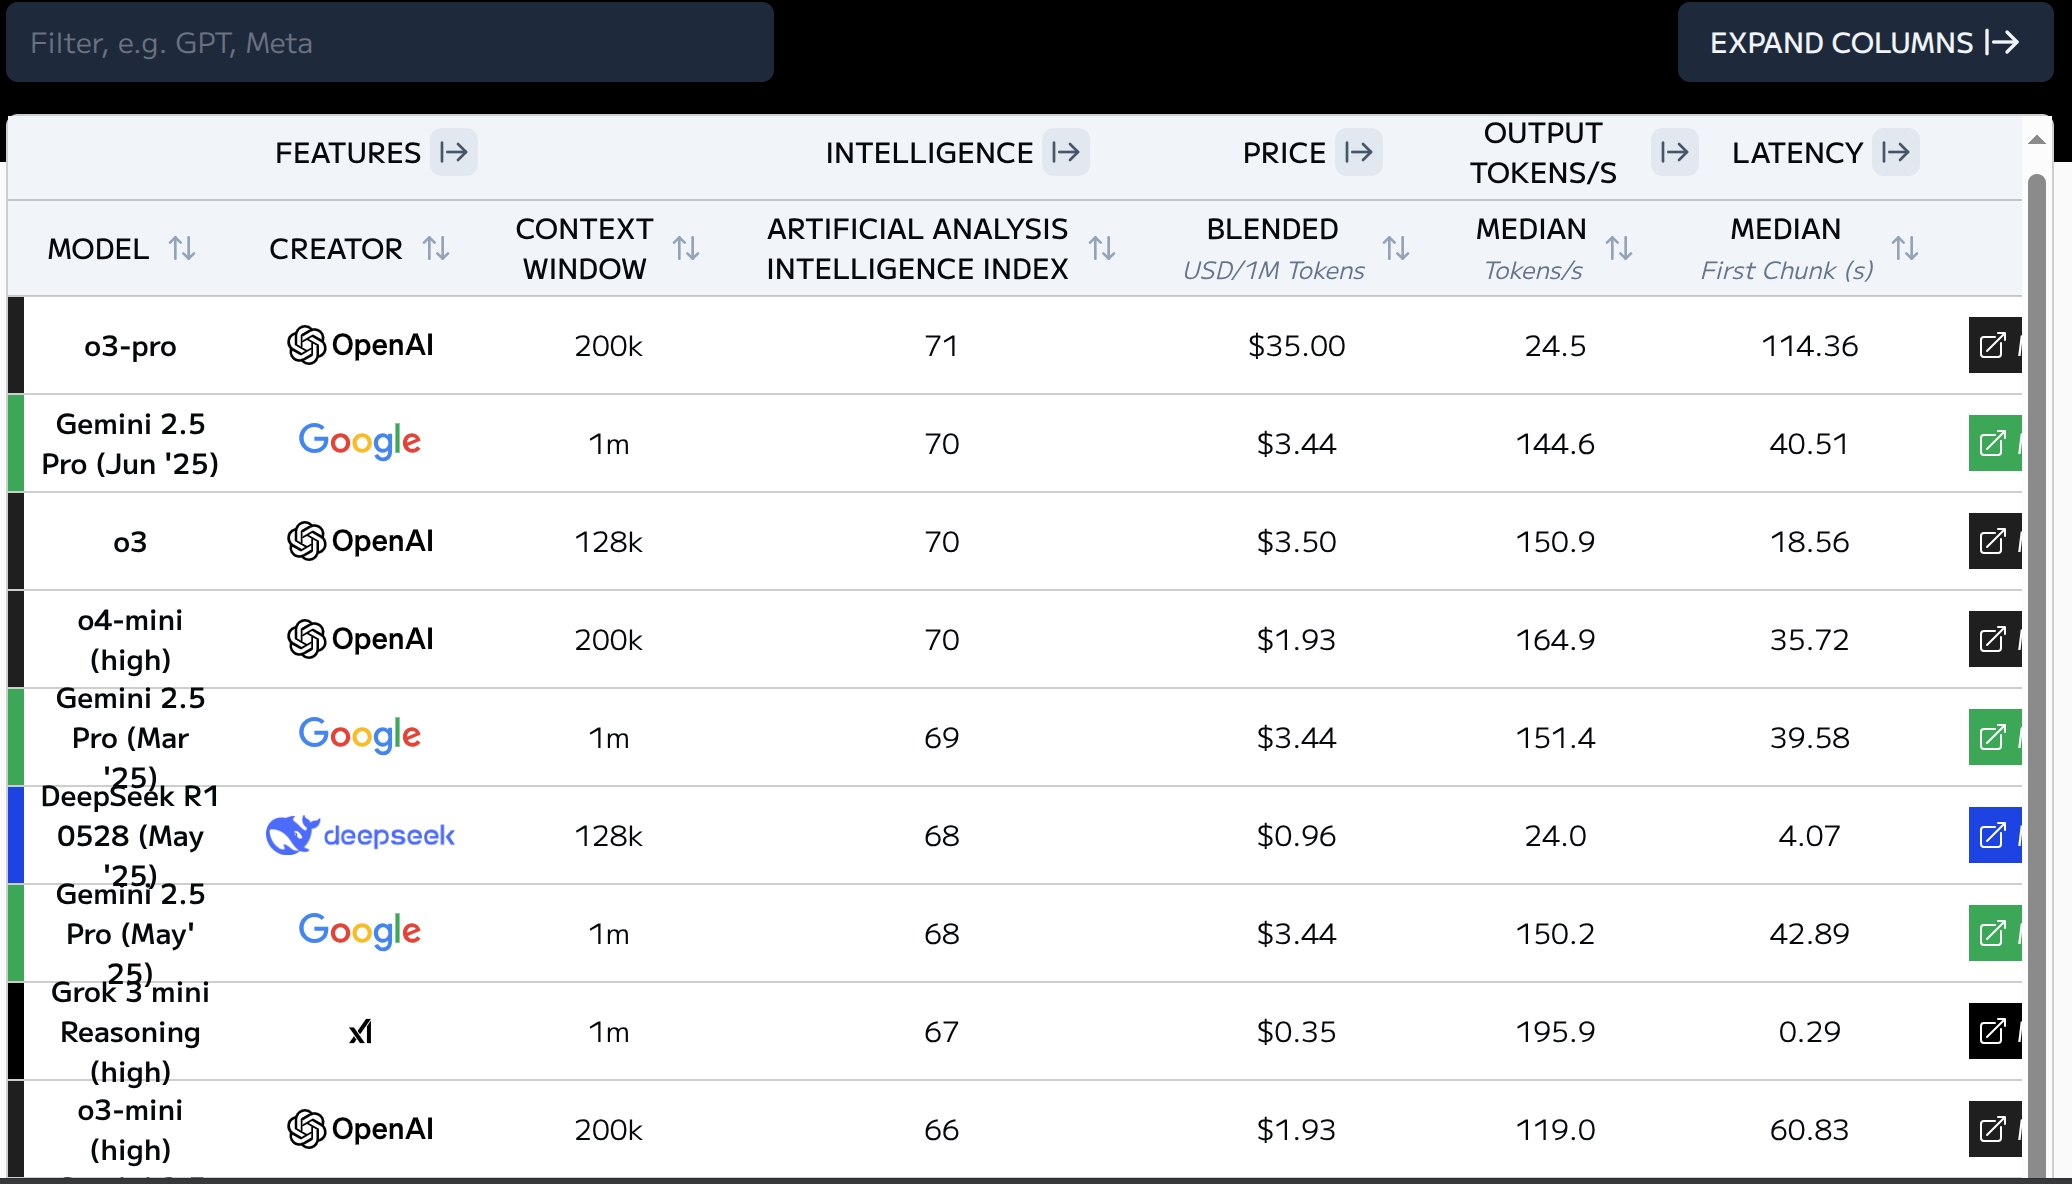 Filter, e.g. GPT, Meta
EXPAND COLUMNS
FEATURES
INTELLIGENCE
PRICE
OUTPUT
TOKENS/S
LATENCY
MODEL
CREATOR
CONTEXT
WINDOW
ARTIFICIAL ANALYSIS
INTELLIGENCE INDEX
BLENDED
USD/1M Tokens
MEDIAN
Tokens/s
MEDIAN
First Chunk (s)
o3-pro
OpenAI
200k
71
$35.00
24.5
114.36
Gemini 2.5
Pro (Jun '25)
Google
1m
70
$3.44
144.6
40.51
o3
OpenAI
128k
70
$3.50
150.9
18.56
o4-mini
(high)
OpenAI
200k
70
$1.93
164.9
35.72
Gemini 2.5
Pro (Mar
'25)
Google
1m
69
$3.44
151.4
39.58
DeepSeek R1
0528 (May
'25)
deepseek
128k
68
$0.96
24.0
4.07
Gemini 2.5
Pro (May'
25)
Google
1m
68
$3.44
150.2
42.89
Grok 3 mini
Reasoning
(high)
xI
1m
67
$0.35
195.9
0.29
o3-mini
(high)
OpenAI
200k
66
$1.93
119.0
60.83